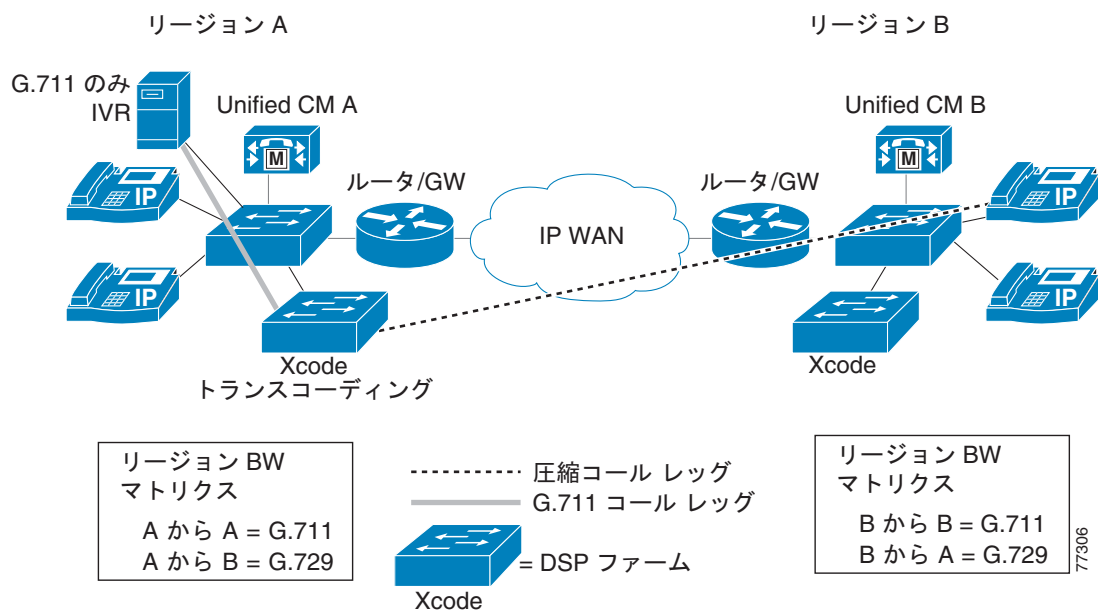 リージョン A
リージョン B
G.711 のみ
IVR
Unified CM A
Unified CM B
M
M
ルータ/GW
ルータ/GW
IP
IP
IP
IP
IP WAN
Xcode
トランスコーディング
Xcode
リージョン BW
マトリクス
A から A = G.711
A から B = G.729
圧縮コール レッグ
G.711 コール レッグ
= DSP ファーム
Xcode
リージョン BW
マトリクス
B から B = G.711
B から A = G.729
77306